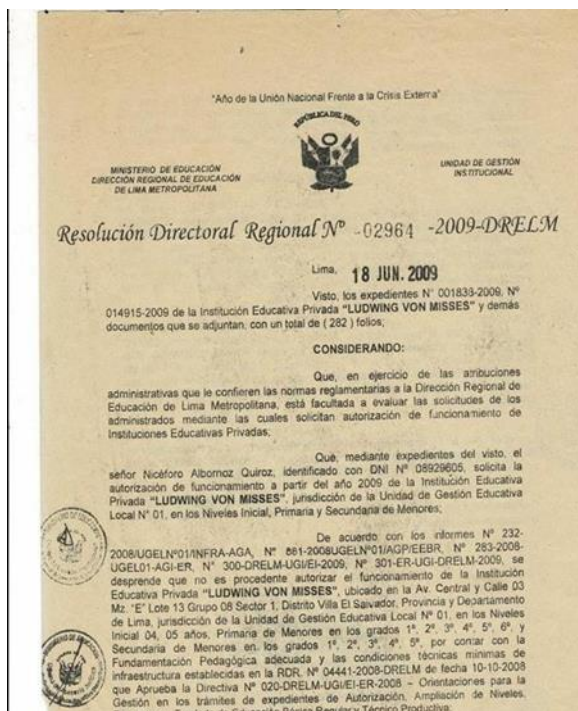 "Año de la Unión Nacional Frente a la Crisis Externa"
REPÚBLICA DEL PERÚ
MINISTERIO DE EDUCACIÓN
DIRECCIÓN REGIONAL DE EDUCACIÓN
DE LIMA METROPOLITANA
UNIDAD DE GESTIÓN
INSTITUCIONAL
Resolución Directoral Regional Nº -02964 -2009-DRELM
Lima, 18 JUN. 2009
Visto, los expedientes N° 001838-2009, Nº
014915-2009 de la Institución Educativa Privada "LUDWING VON MISSES" y demás
documentos que se adjuntan, con un total de ( 282 ) folios;
CONSIDERANDO:
Que, en ejercicio de las atribuciones
administrativas que le confieren las normas reglamentarias a la Dirección Regional de
Educación de Lima Metropolitana, está facultada a evaluar las solicitudes de los
administrados mediante las cuales solicitan autorización de funcionamiento de
Instituciones Educativas Privadas;
Que, mediante expedientes del visto, el
señor Nicéforo Albornoz Quiroz, identificado con DNI Nº 08929605, solicita la
autorización de funcionamiento a partir del año 2009 de la Institución Educativa
Privada "LUDWING VON MISSES", jurisdicción de la Unidad de Gestión Educativa
Local N° 01, en los Niveles Inicial, Primaria y Secundaria de Menores;
De acuerdo con los informes Nº 232-
2008/UGELNº01/INFRA-AGA, Nº 661-2008UGELNº01/AGP/EEBR, Nº 283-2008-
UGEL01-AGI-ER, Nº 300-DRELM-UGI/EI-2009, Nº 301-ER-UGI-DRELM-2009, se
desprende que no es procedente autorizar el funcionamiento de la Institución
Educativa Privada "LUDWING VON MISSES", ubicado en la Av. Central y Calle 03
Mz. "E" Lote 13 Grupo 08 Sector 1, Distrito Villa El Salvador, Provincia y Departamento
de Lima, jurisdicción de la Unidad de Gestión Educativa Local Nº 01, en los Niveles
Inicial 04, 05 años, Primaria de Menores en los grados 1º, 2º, 3º, 4º, 5º, 6º, y
Secundaria de Menores en los grados 1º, 2º, 3º, 4º, 5º, por contar con la
Fundamentación Pedagógica adecuada y las condiciones técnicas mínimas de
infraestructura establecidas en la RDR. Nº 04441-2008-DRELM de fecha 10-10-2008
que Aprueba la Directiva Nº 020-DRELM-UGI/EI-ER-2008 – Orientaciones para la
Gestión en los trámites de expedientes de Autorización, Ampliación de Niveles,
Educación Básica Regular y Técnico Productiva;